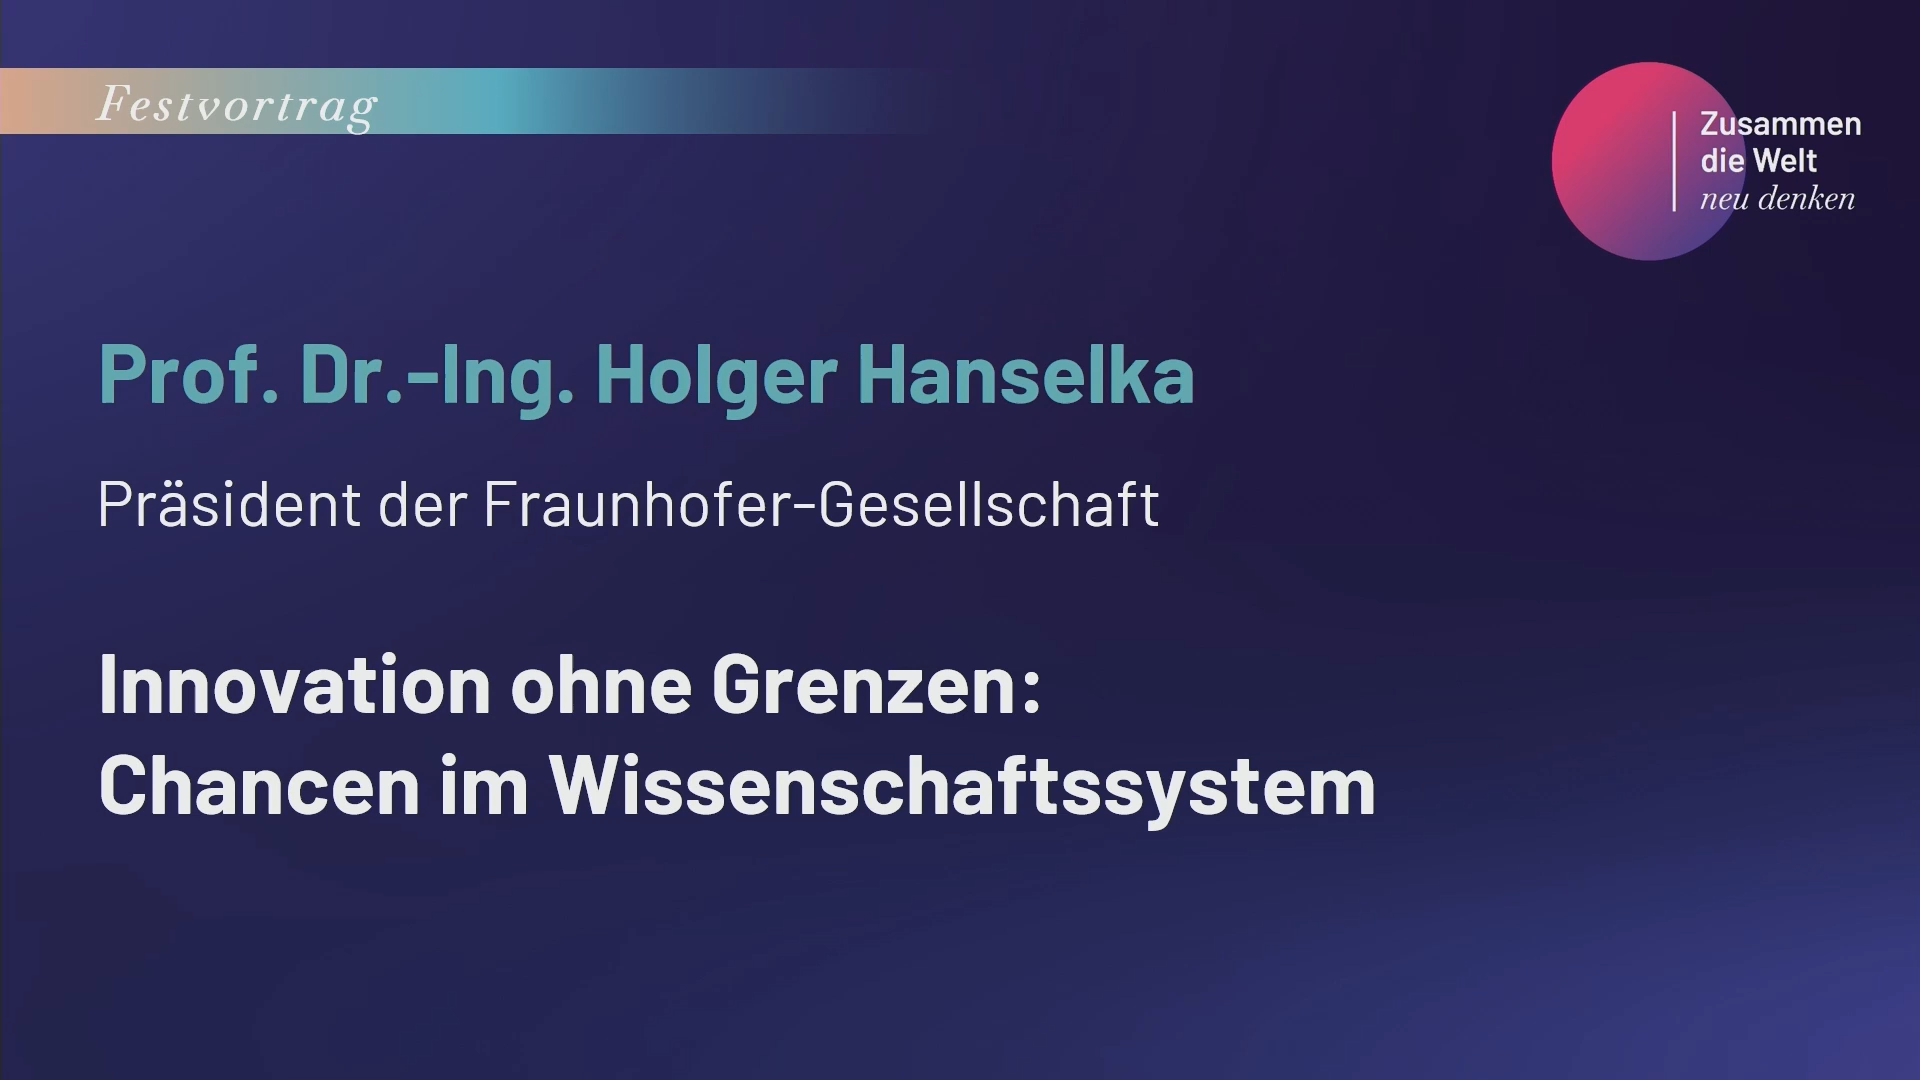 Festvortrag
Zusammen
die Welt
neu denken
Prof. Dr.-Ing. Holger Hanselka
Präsident der Fraunhofer-Gesellschaft
Innovation ohne Grenzen:
Chancen im Wissenschaftssystem